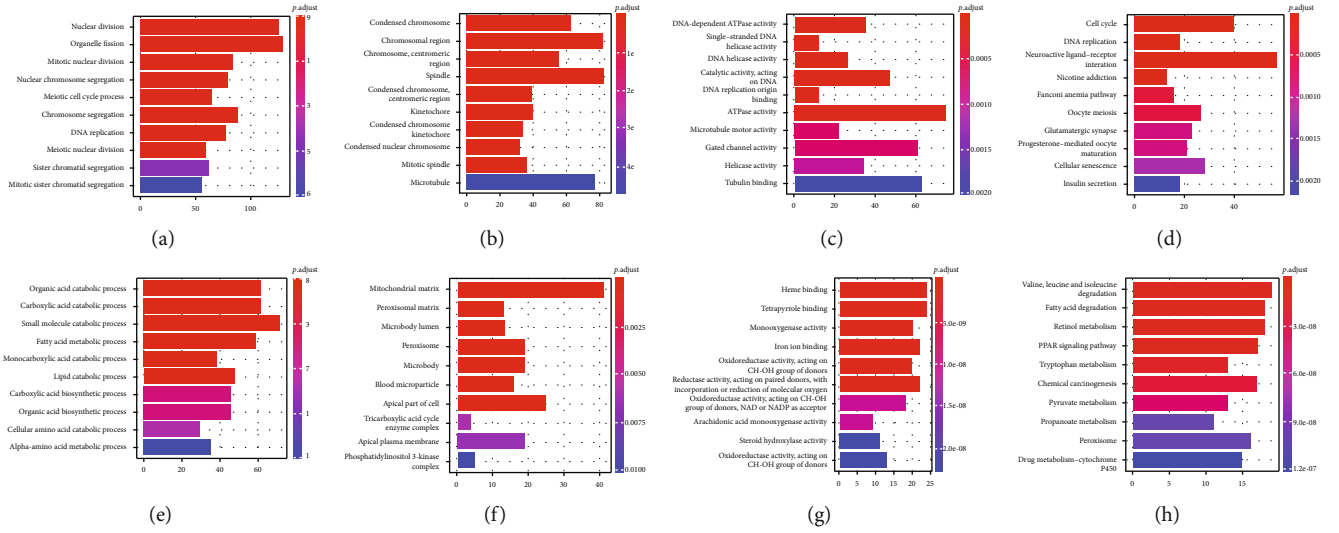 p.adjust
Nuclear division
Organelle fission
Mitotic nuclear division
Nuclear chromosome segregation
Meiotic cell cycle process
Chromosome segregation
DNA replication
Meiotic nuclear division
Sister chromatid segregation
Mitotic sister chromatid segregation
9
1
3
5
6
0 50 100
(a)
p.adjust
Condensed chromosome
Chromosomal region
Chromosome, centromeric
region
Spindle
Condensed chromosome,
centromeric region
Kinetochore
Condensed chromosome
kinetochore
Condensed nuclear chromosome
Mitotic spindle
Microtubule
1e
2e
3e
4e
0 20 40 60 80
(b)
p.adjust
DNA-dependent ATPase activity
Single-stranded DNA
helicase activity
DNA helicase activity
Catalytic activity, acting
on DNA
DNA replication origin
binding
ATPase activity
Microtubule motor activity
Gated channel activity
Helicase activity
Tubulin binding
0.0005
0.0010
0.0015
0.0020
0 20 40 60
(c)
p.adjust
Cell cycle
DNA replication
Neuroactive ligand-receptor
interation
Nicotine addiction
Fanconi anemia pathway
Oocyte meiosis
Glutamatergic synapse
Progesterone-mediated oocyte
maturation
Cellular senescence
Insulin secretion
0.0005
0.0010
0.0015
0.0020
0 20 40
(d)
p.adjust
Organic acid catabolic process
Carboxylic acid catabolic process
Small molecule catabolic process
Fatty acid metabolic process
Monocarboxylic acid catabolic process
Lipid catabolic process
Carboxylic acid biosynthetic process
Organic acid biosynthetic process
Cellular amino acid catabolic process
Alpha-amino acid metabolic process
8
3
7
1
1
0 20 40 60
(e)
p.adjust
Mitochondrial matrix
Peroxisomal matrix
Microbody lumen
Peroxisome
Microbody
Blood microparticle
Apical part of cell
Tricarboxylic acid cycle
enzyme complex
Apical plasma membrane
Phosphatidylinositol 3-kinase
complex
0.0025
0.0050
0.0075
0.0100
0 10 20 30 40
(f)
p.adjust
Heme binding
Tetrapyrrole binding
Monooxygenase activity
Iron ion binding
Oxidoreductase activity, acting on
CH-OH group of donors
Reductase activity, acting on paired donors, with
incorporation or reduction of molecular oxygen
Oxidoreductase activity, acting on CH-OH
group of donors, NAD or NADP as acceptor
Arachidonic acid monooxygenase activity
Steroid hydroxylase activity
Oxidoreductase activity, acting on
CH-OH group of donors
5.0e-09
1.0e-08
1.5e-08
2.0e-08
0 5 10 15 20 25
(g)
p.adjust
Valine, leucine and isoleucine
degradation
Fatty acid degradation
Retinol metabolism
PPAR signaling pathway
Tryptophan metabolism
Chemical carcinogenesis
Pyruvate metabolism
Propanoate metabolism
Peroxisome
Drug metabolism-cytochrome
P450
3.0e-08
6.0e-08
9.0e-08
1.2e-07
0 5 10 15
(h)